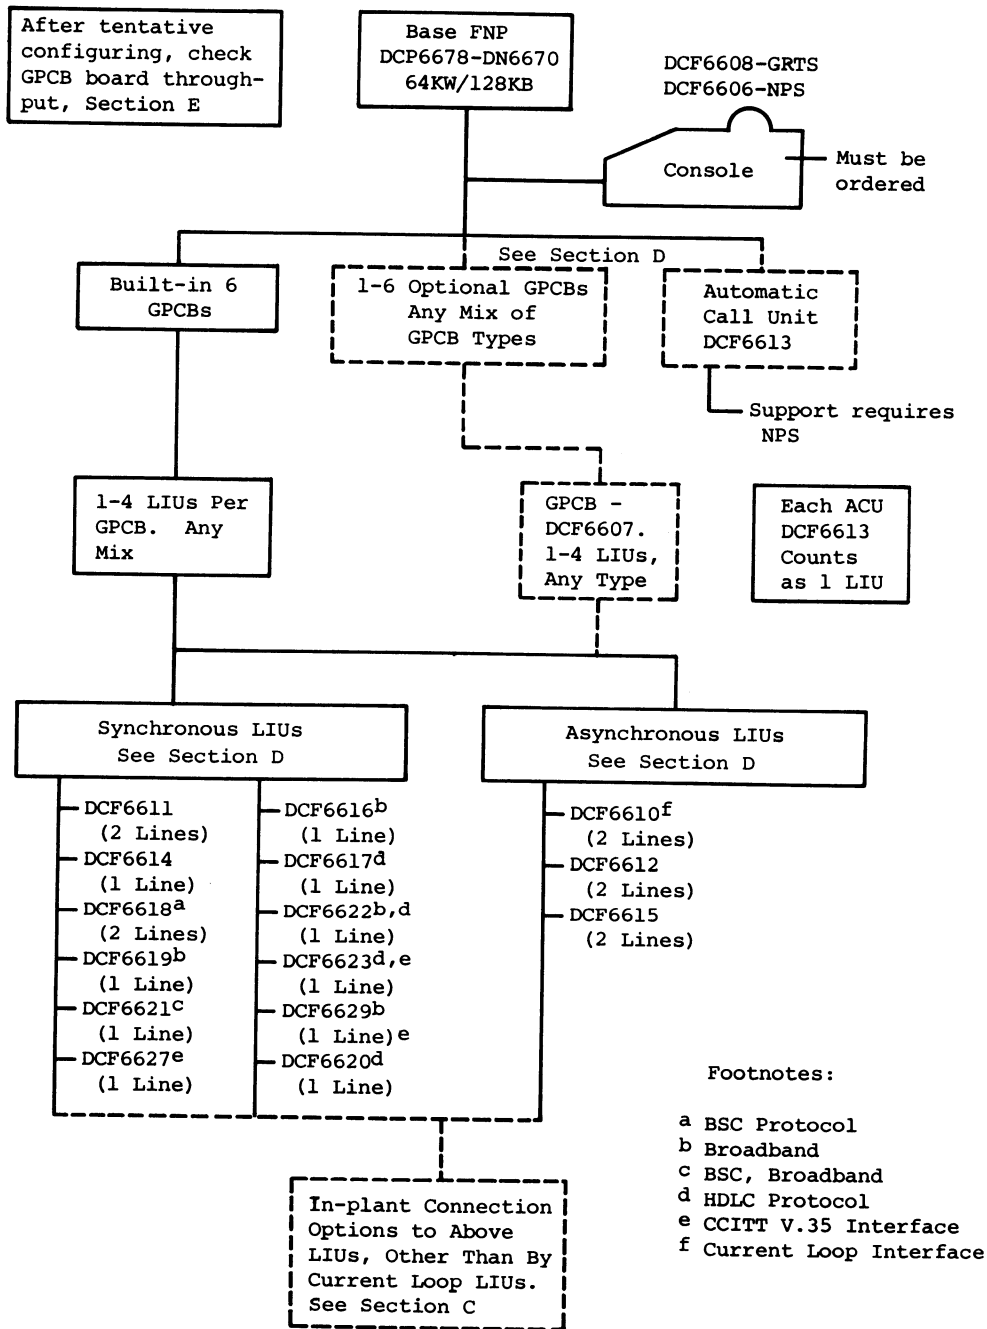 After tentative
configuring, check
GPCB board through-
put, Section E
Base FNP
DCP6678-DN6670
64KW/128KB
DCF6608-GRTS
DCF6606-NPS
Console
Must be
ordered
See Section D
Built-in 6
GPCBs
1-6 Optional GPCBs
Any Mix of
GPCB Types
Automatic
Call Unit
DCF6613
Support requires
NPS
1-4 LIUs Per
GPCB. Any
Mix
GPCB -
DCF6607.
1-4 LIUs,
Any Type
Each ACU
DCF6613
Counts
as 1 LIU
Synchronous LIUs
See Section D
Asynchronous LIUs
See Section D
DCF6611
(2 Lines)
DCF6614
(1 Line)
DCF6618a
(2 Lines)
DCF6619b
(1 Line)
DCF6621c
(1 Line)
DCF6627e
(1 Line)
DCF6616b
(1 Line)
DCF6617d
(1 Line)
DCF6622b,d
(1 Line)
DCF6623d,e
(1 Line)
DCF6629b
(1 Line)e
DCF6620d
(1 Line)
DCF6610f
(2 Lines)
DCF6612
(2 Lines)
DCF6615
(2 Lines)
In-plant Connection
Options to Above
LIUs, Other Than By
Current Loop LIUs.
See Section C
Footnotes:
a BSC Protocol
b Broadband
c BSC, Broadband
d HDLC Protocol
e CCITT V.35 Interface
f Current Loop Interface